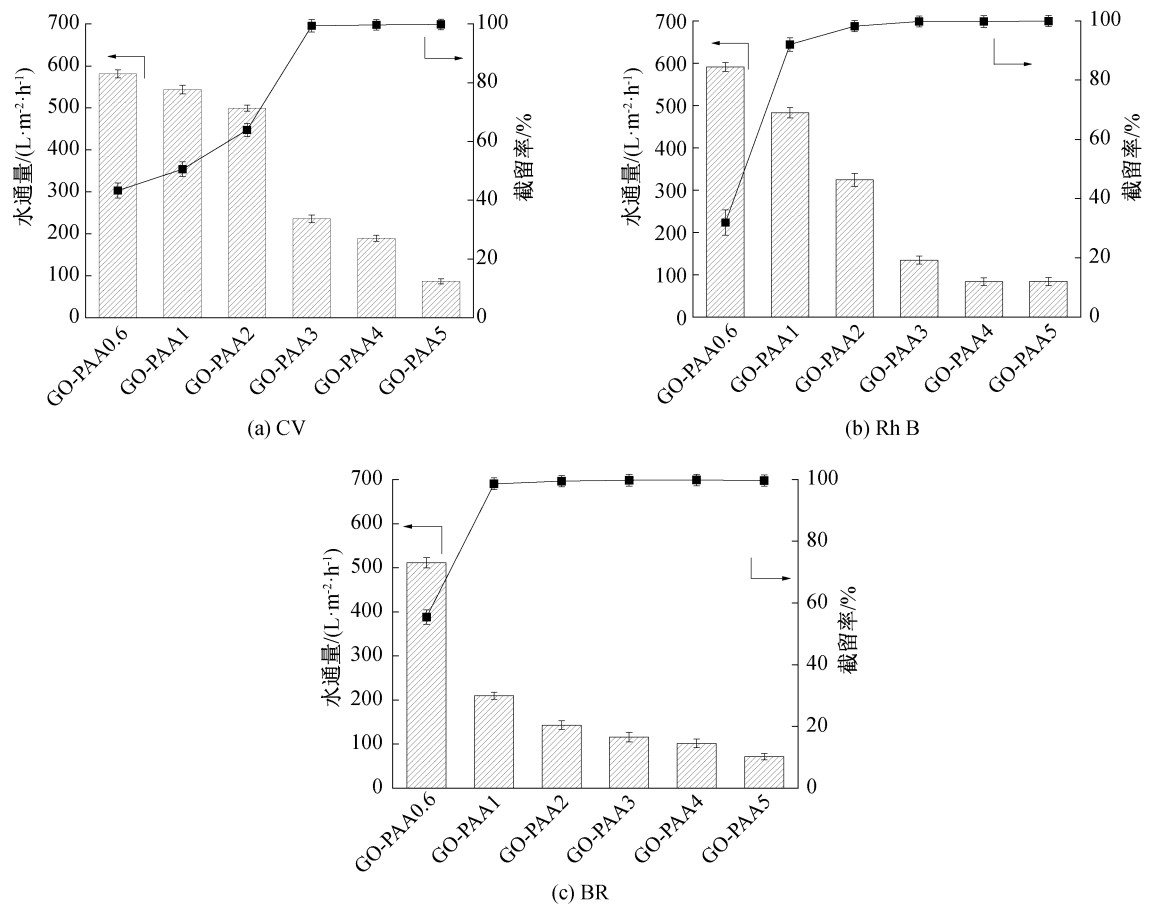 700
600
500
400
300
200
100
0
水通量/(L·m-2·h-1)
100
80
60
40
20
0
截留率/%
GO-PAA0.6
GO-PAA1
GO-PAA2
GO-PAA3
GO-PAA4
GO-PAA5
(a) CV
700
600
500
400
300
200
100
0
水通量/(L·m-2·h-1)
100
80
60
40
20
0
截留率/%
GO-PAA0.6
GO-PAA1
GO-PAA2
GO-PAA3
GO-PAA4
GO-PAA5
(b) Rh B
700
600
500
400
300
200
100
0
水通量/(L·m-2·h-1)
100
80
60
40
20
0
截留率/%
GO-PAA0.6
GO-PAA1
GO-PAA2
GO-PAA3
GO-PAA4
GO-PAA5
(c) BR